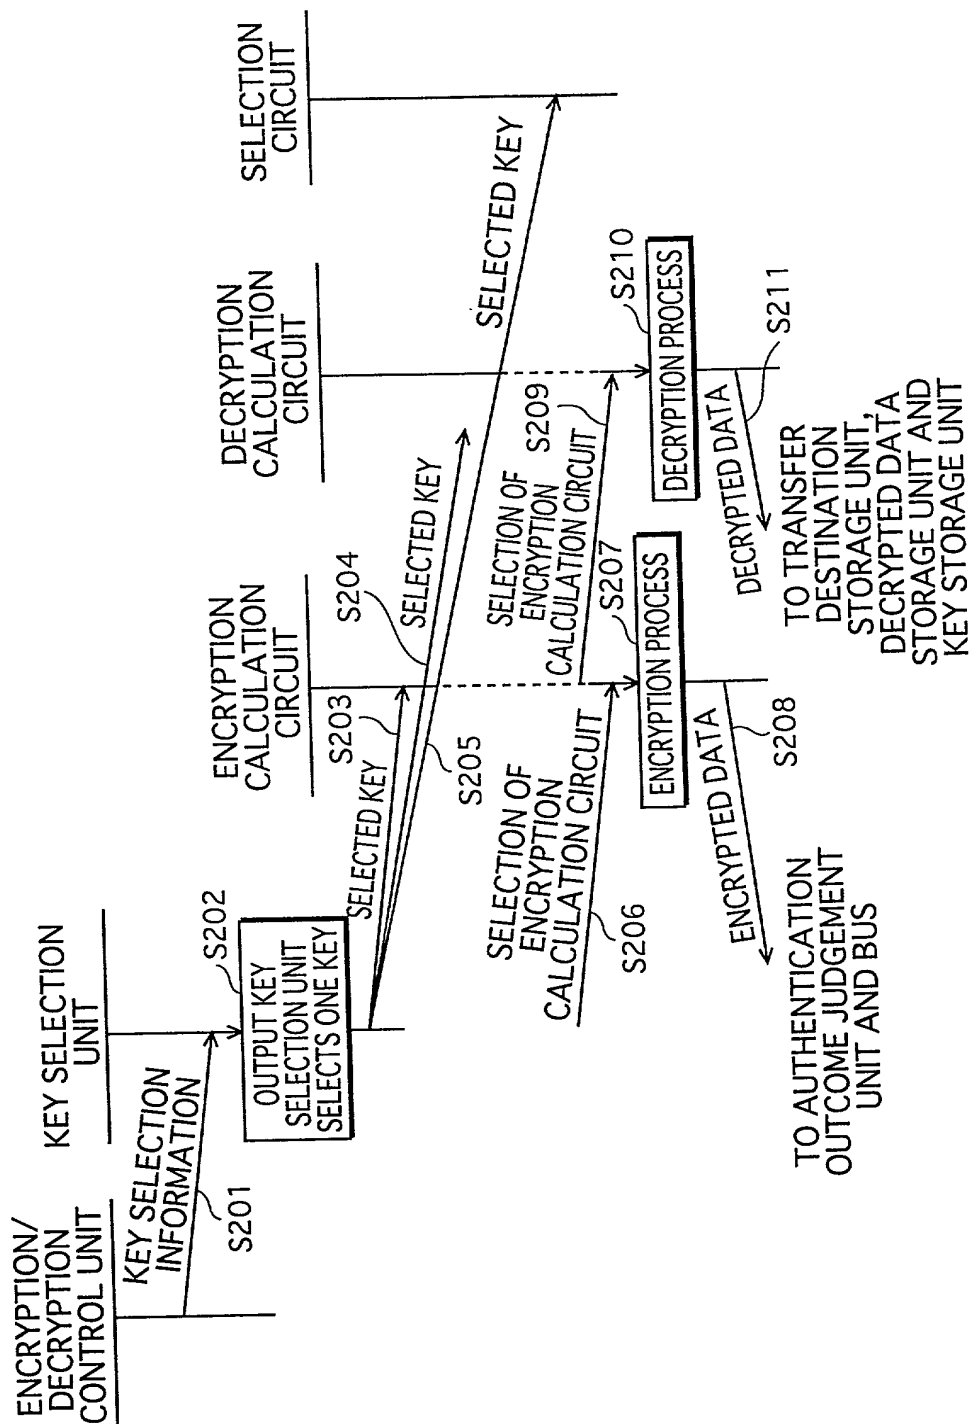 ENCRYPTION/
DECRYPTION
CONTROL UNIT
KEY SELECTION
UNIT
ENCRYPTION
CALCULATION
CIRCUIT
DECRYPTION
CALCULATION
CIRCUIT
SELECTION
CIRCUIT
KEY SELECTION
INFORMATION
S201
S202
OUTPUT KEY
SELECTION UNIT
SELECTS ONE KEY
SELECTED KEY
S203
S204
SELECTED KEY
S205
SELECTED KEY
SELECTION OF
ENCRYPTION
CALCULATION CIRCUIT
S206
SELECTION OF
ENCRYPTION
CALCULATION CIRCUIT
S209
S207
ENCRYPTION PROCESS
S210
DECRYPTION PROCESS
ENCRYPTED DATA
S208
DECRYPTED DATA
S211
TO AUTHENTICATION
OUTCOME JUDGEMENT
UNIT AND BUS
TO TRANSFER
DESTINATION
STORAGE UNIT,
DECRYPTED DATA
STORAGE UNIT AND
KEY STORAGE UNIT